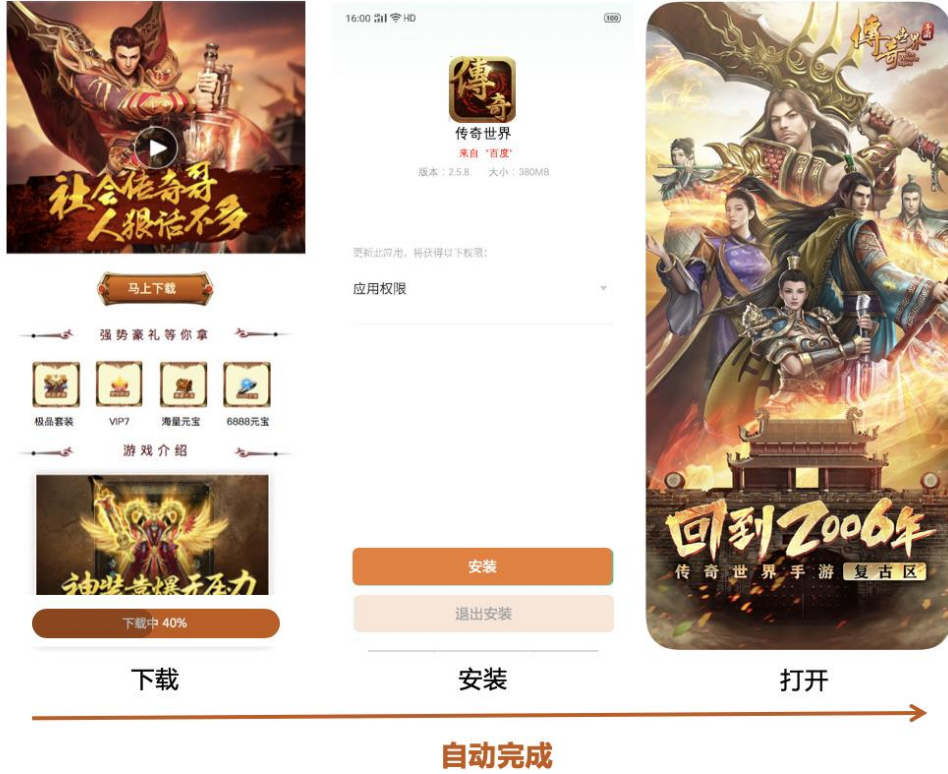 社会传奇哥
人狠话不多
马上下载
强势豪礼等你拿
极品套装
VIP7
海量元宝
6888元宝
游戏介绍
神装靠爆无压力
下载中 40%
下载
16:00
HD
100
傳奇
传奇世界
来自 "百度"
版本：2.5.8 大小：380MB
更新此应用，将获得以下权限：
应用权限
安装
退出安装
安装
傳奇世界
手游
回到2006年
传奇世界手游 复古区
打开
自动完成